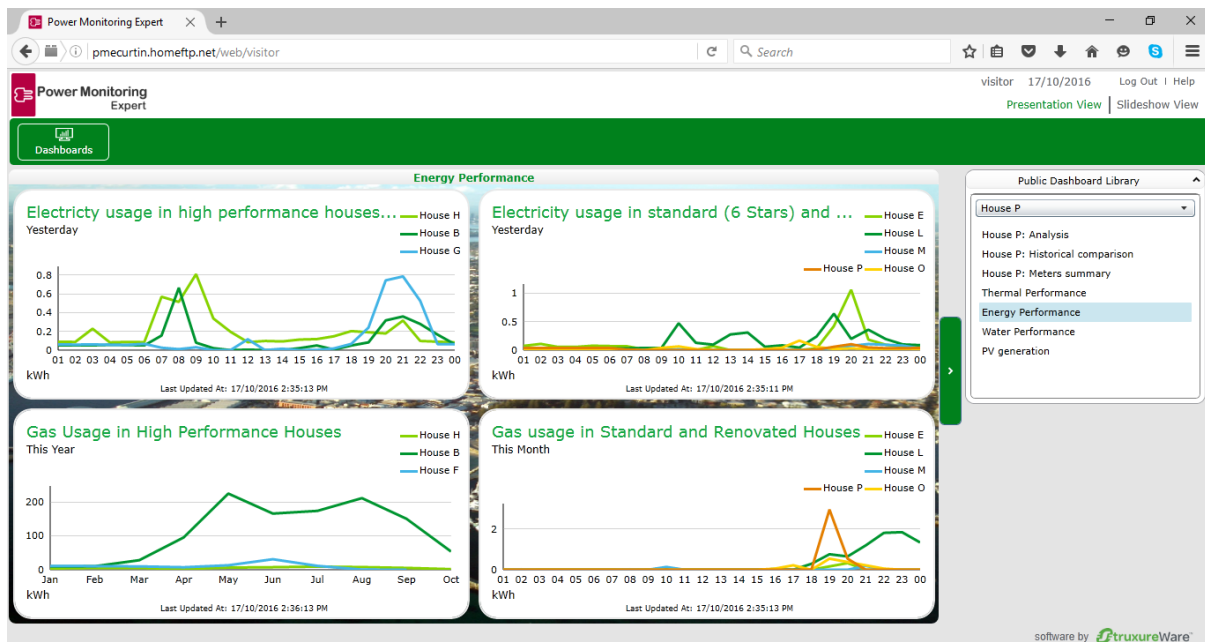 Power Monitoring Expert
pmecurtin.homeftp.net/web/visitor
Search
Power Monitoring
Expert
visitor 17/10/2016 Log Out | Help
Presentation View | Slideshow View
Dashboards
Energy Performance
Electricty usage in high performance houses...
Yesterday
House H
House B
House G
0.8
0.6
0.4
0.2
0
01 02 03 04 05 06 07 08 09 10 11 12 13 14 15 16 17 18 19 20 21 22 23 00
kWh
Last Updated At: 17/10/2016 2:35:13 PM
Electricity usage in standard (6 Stars) and ...
Yesterday
House E
House L
House M
House P House O
1
0.5
0
01 02 03 04 05 06 07 08 09 10 11 12 13 14 15 16 17 18 19 20 21 22 23 00
kWh
Last Updated At: 17/10/2016 2:35:11 PM
Gas Usage in High Performance Houses
This Year
House H
House B
House F
200
100
0
Jan Feb Mar Apr May Jun Jul Aug Sep Oct
kWh
Last Updated At: 17/10/2016 2:36:13 PM
Gas usage in Standard and Renovated Houses
This Month
House E
House L
House M
House P House O
2
0
01 02 03 04 05 06 07 08 09 10 11 12 13 14 15 16 17 18 19 20 21 22 23 00
kWh
Last Updated At: 17/10/2016 2:35:13 PM
Public Dashboard Library
House P
House P: Analysis
House P: Historical comparison
House P: Meters summary
Thermal Performance
Energy Performance
Water Performance
PV generation
software by StruxureWare